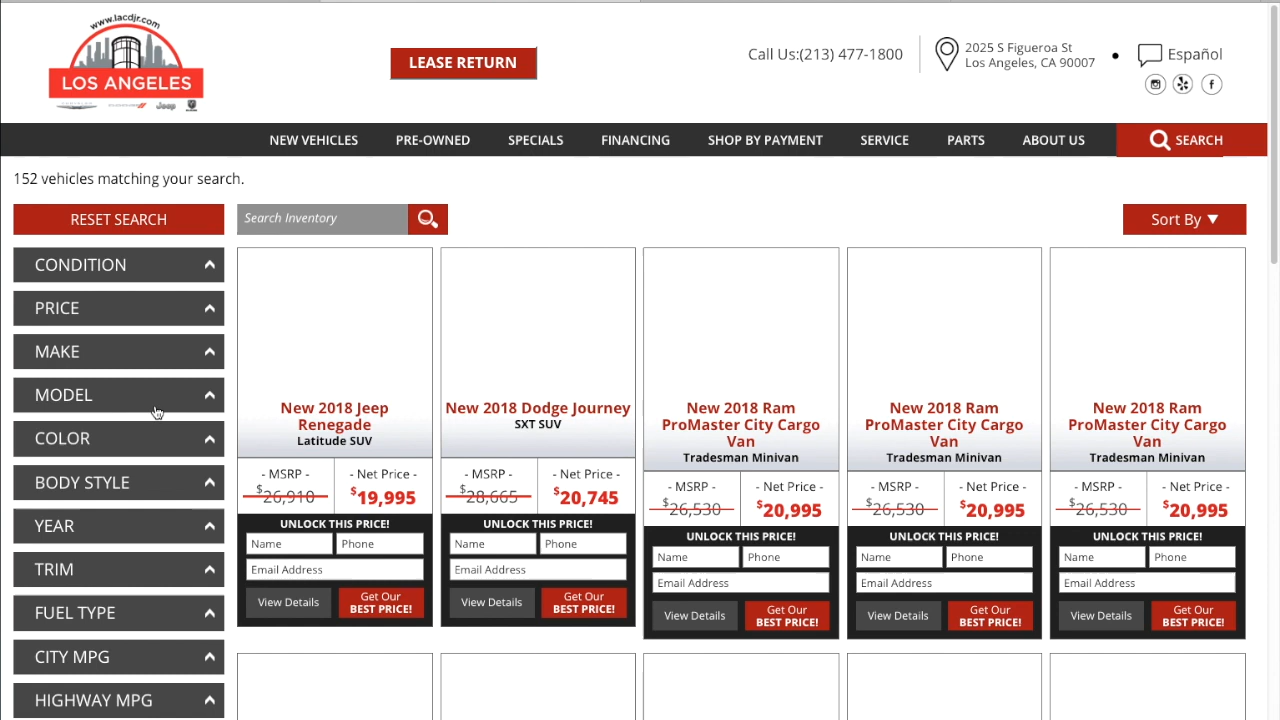 www.lacdjr.com
LOS ANGELES
Jeep
LEASE RETURN
Call Us:(213) 477-1800
2025 S Figueroa St
Los Angeles, CA 90007
Español
NEW VEHICLES PRE-OWNED SPECIALS FINANCING SHOP BY PAYMENT SERVICE PARTS ABOUT US SEARCH
152 vehicles matching your search.
RESET SEARCH
Search Inventory
Sort By
CONDITION
PRICE
MAKE
MODEL
COLOR
BODY STYLE
YEAR
TRIM
FUEL TYPE
CITY MPG
HIGHWAY MPG
New 2018 Jeep
Renegade
Latitude SUV
- MSRP - - Net Price -
$26,910 $19,995
UNLOCK THIS PRICE!
Name Phone
Email Address
View Details Get Our
BEST PRICE!
New 2018 Dodge Journey
SXT SUV
- MSRP - - Net Price -
$28,665 $20,745
UNLOCK THIS PRICE!
Name Phone
Email Address
View Details Get Our
BEST PRICE!
New 2018 Ram
ProMaster City Cargo
Van
Tradesman Minivan
- MSRP - - Net Price -
$26,530 $20,995
UNLOCK THIS PRICE!
Name Phone
Email Address
View Details Get Our
BEST PRICE!
New 2018 Ram
ProMaster City Cargo
Van
Tradesman Minivan
- MSRP - - Net Price -
$26,530 $20,995
UNLOCK THIS PRICE!
Name Phone
Email Address
View Details Get Our
BEST PRICE!
New 2018 Ram
ProMaster City Cargo
Van
Tradesman Minivan
- MSRP - - Net Price -
$26,530 $20,995
UNLOCK THIS PRICE!
Name Phone
Email Address
View Details Get Our
BEST PRICE!